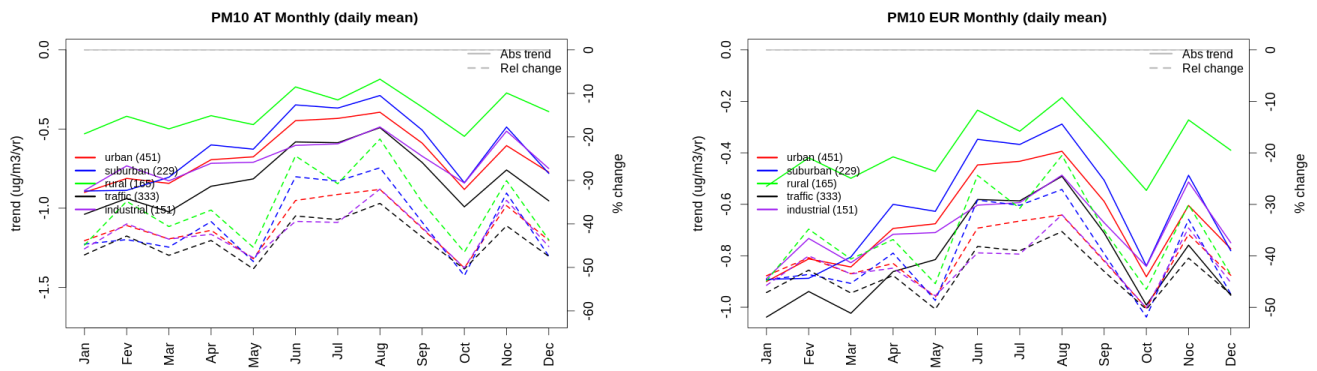 PM10 AT Monthly (daily mean)
Abs trend
Rel change
urban (451)
suburban (229)
rural (165)
traffic (333)
industrial (151)
trend (ug/m3/yr)
0.0
-0.5
-1.0
-1.5
% change
0
-10
-20
-30
-40
-50
-60
Jan
Fev
Mar
Apr
May
Jun
Jul
Aug
Sep
Oct
Noc
Dec
PM10 EUR Monthly (daily mean)
Abs trend
Rel change
urban (451)
suburban (229)
rural (165)
traffic (333)
industrial (151)
trend (ug/m3/yr)
0.0
-0.2
-0.4
-0.6
-0.8
-1.0
% change
0
-10
-20
-30
-40
-50
Jan
Fev
Mar
Apr
May
Jun
Jul
Aug
Sep
Oct
Noc
Dec